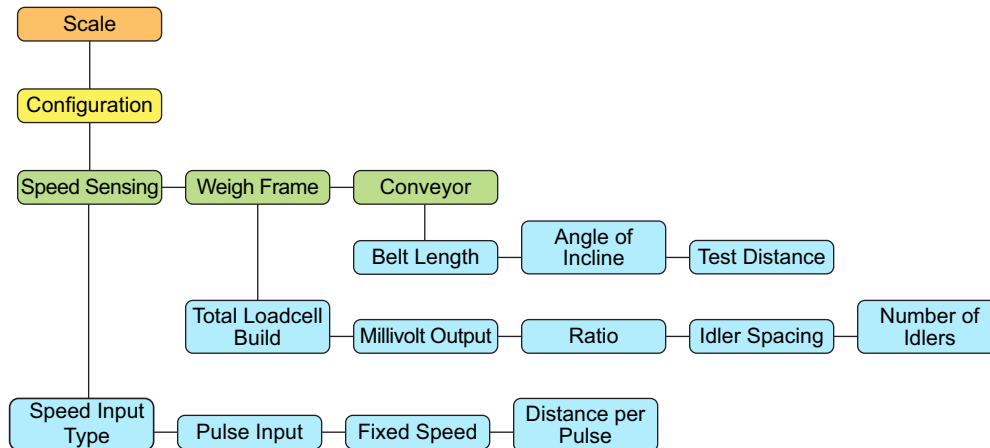 Scale
Configuration
Speed Sensing
Weigh Frame
Conveyor
Belt Length
Angle of
Incline
Test Distance
Total Loadcell
Build
Millivolt Output
Ratio
Idler Spacing
Number of
Idlers
Speed Input
Type
Pulse Input
Fixed Speed
Distance per
Pulse